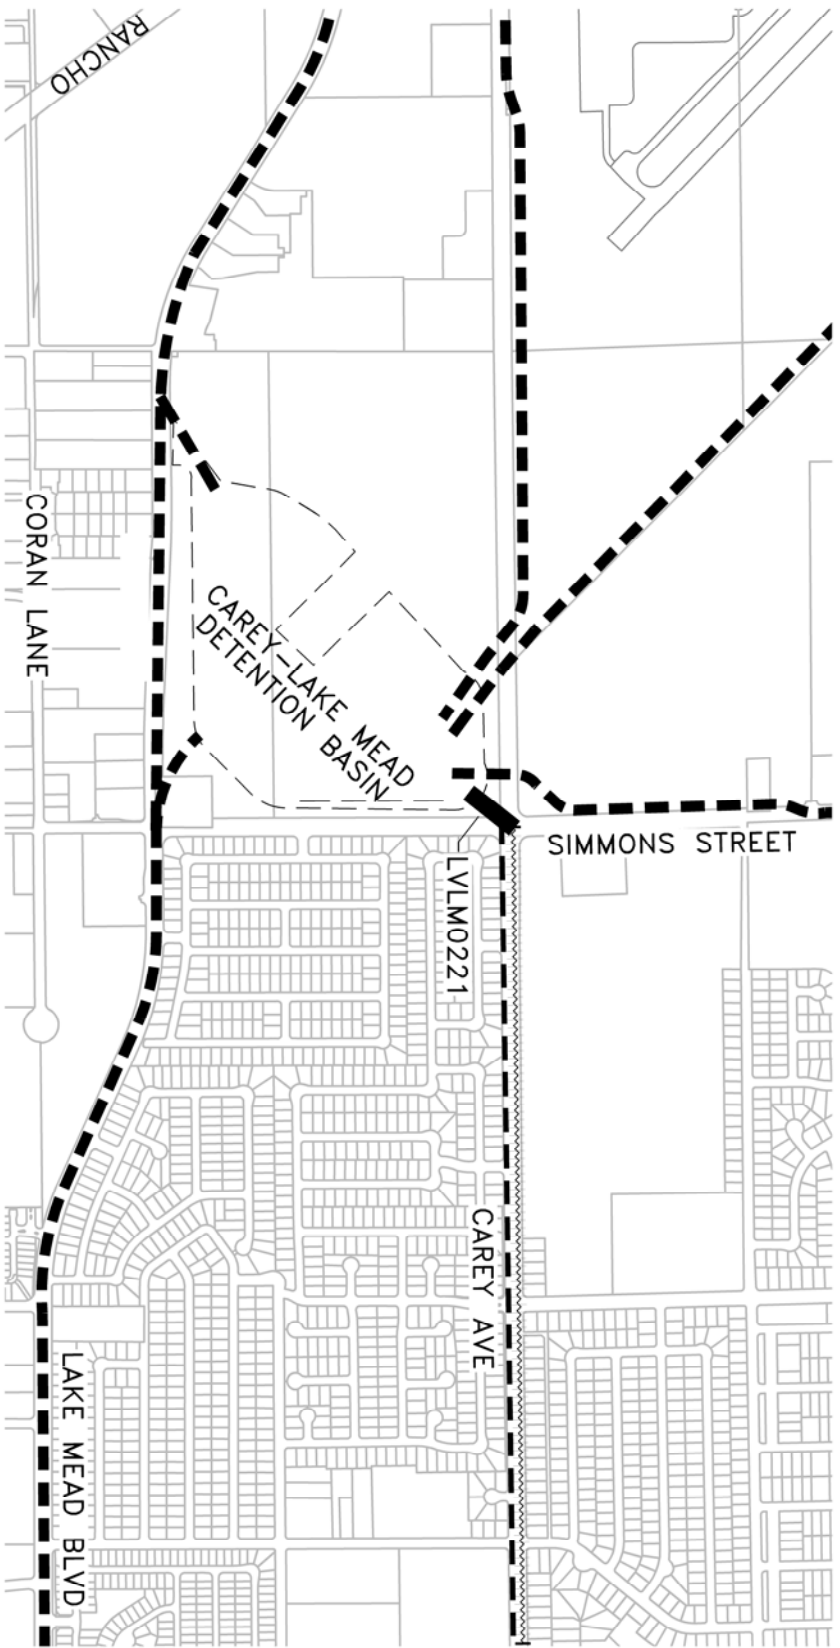 RANCHO
CORAN LANE
CAREY-LAKE MEAD
DETENTION BASIN
SIMMONS STREET
LVLM0221
CAREY AVE
LAKE MEAD BLVD